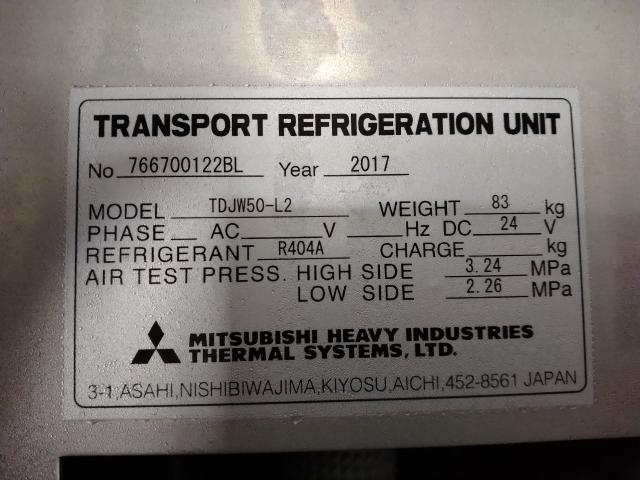 TRANSPORT REFRIGERATION UNIT
No 766700122BL Year 2017
MODEL TDJW50-L2 WEIGHT 83 kg
PHASE AC V Hz DC 24 V
REFRIGERANT R404A CHARGE kg
AIR TEST PRESS. HIGH SIDE 3.24 MPa
LOW SIDE 2.26 MPa
MITSUBISHI HEAVY INDUSTRIES
THERMAL SYSTEMS, LTD.
3-1,ASAHI,NISHIBIWAJIMA,KIYOSU,AICHI,452-8561 JAPAN